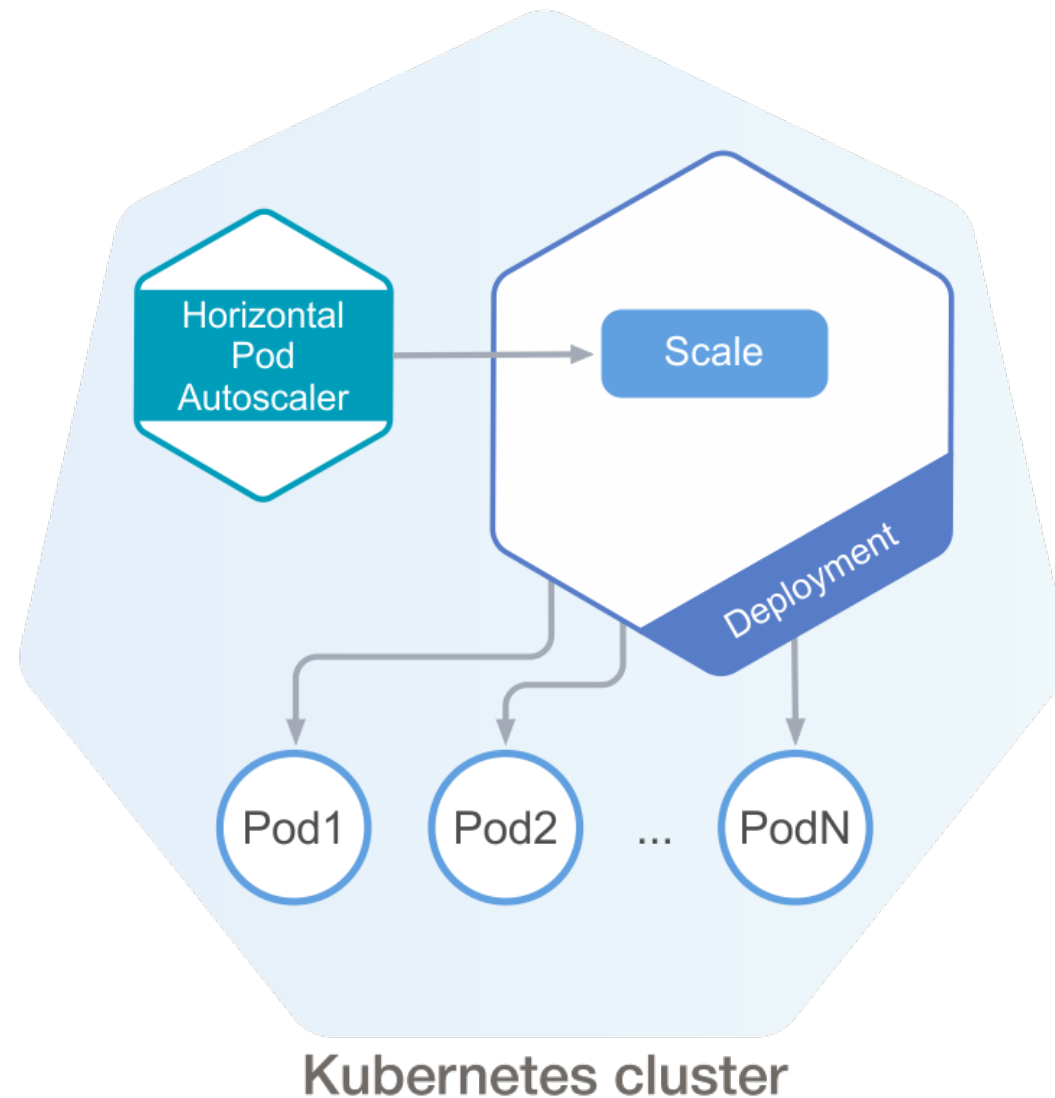 Horizontal
Pod
Autoscaler
Scale
Deployment
Pod1
Pod2
...
PodN
Kubernetes cluster